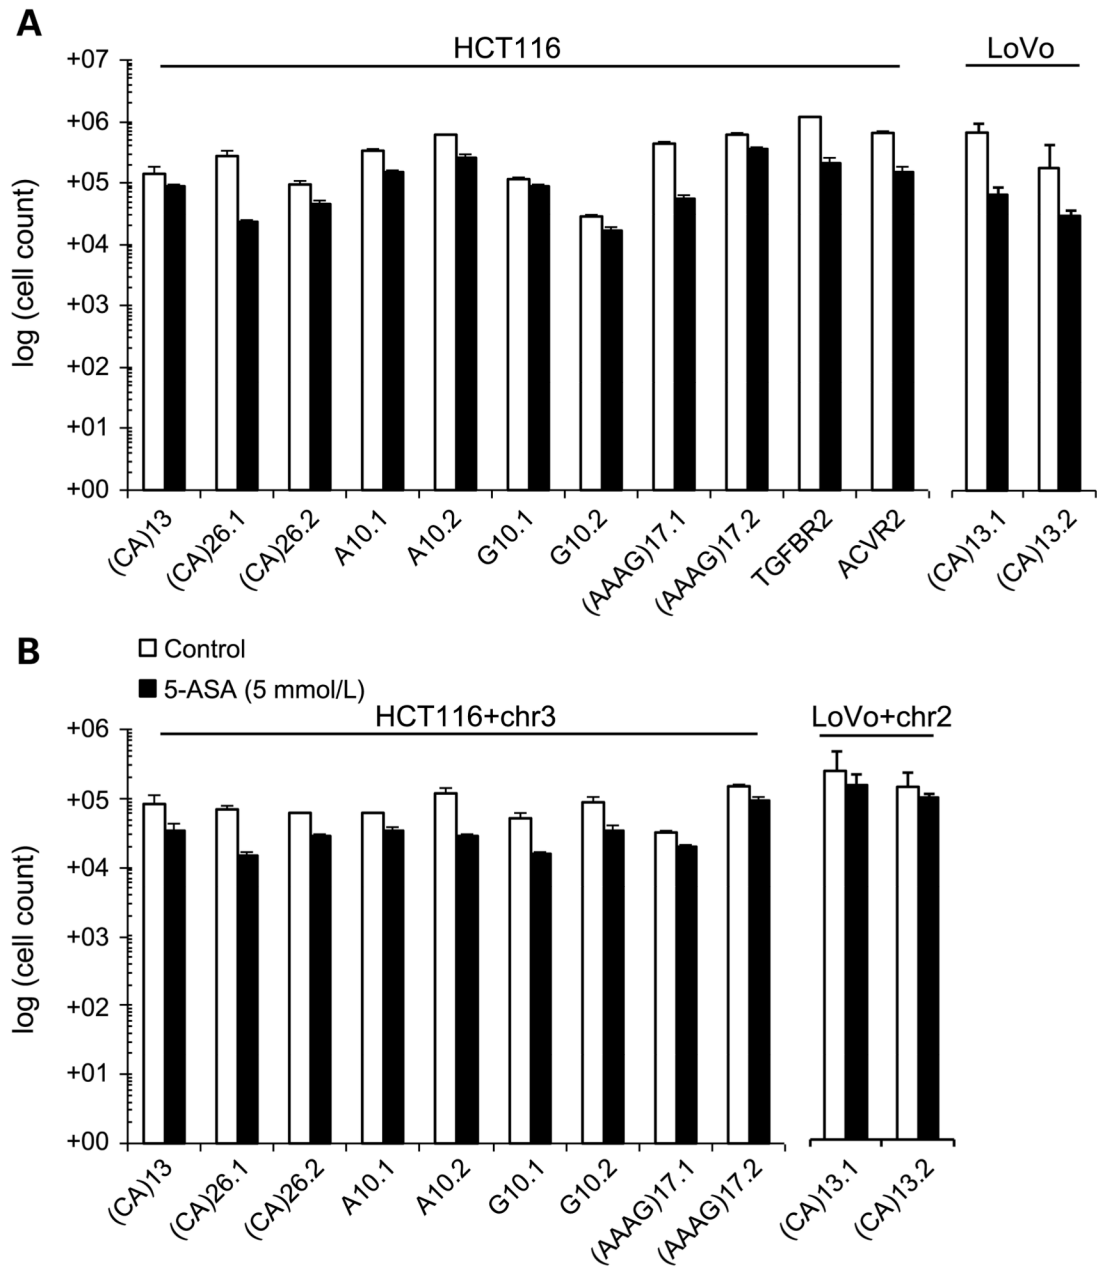 A
HCT116
LoVo
log (cell count)
+07
+06
+05
+04
+03
+02
+01
+00
(CA)13
(CA)26.1
(CA)26.2
A10.1
A10.2
G10.1
G10.2
(AAAG)17.1
(AAAG)17.2
TGFBR2
ACVR2
(CA)13.1
(CA)13.2
B
Control
5-ASA (5 mmol/L)
HCT116+chr3
LoVo+chr2
log (cell count)
+06
+05
+04
+03
+02
+01
+00
(CA)13
(CA)26.1
(CA)26.2
A10.1
A10.2
G10.1
G10.2
(AAAG)17.1
(AAAG)17.2
(CA)13.1
(CA)13.2